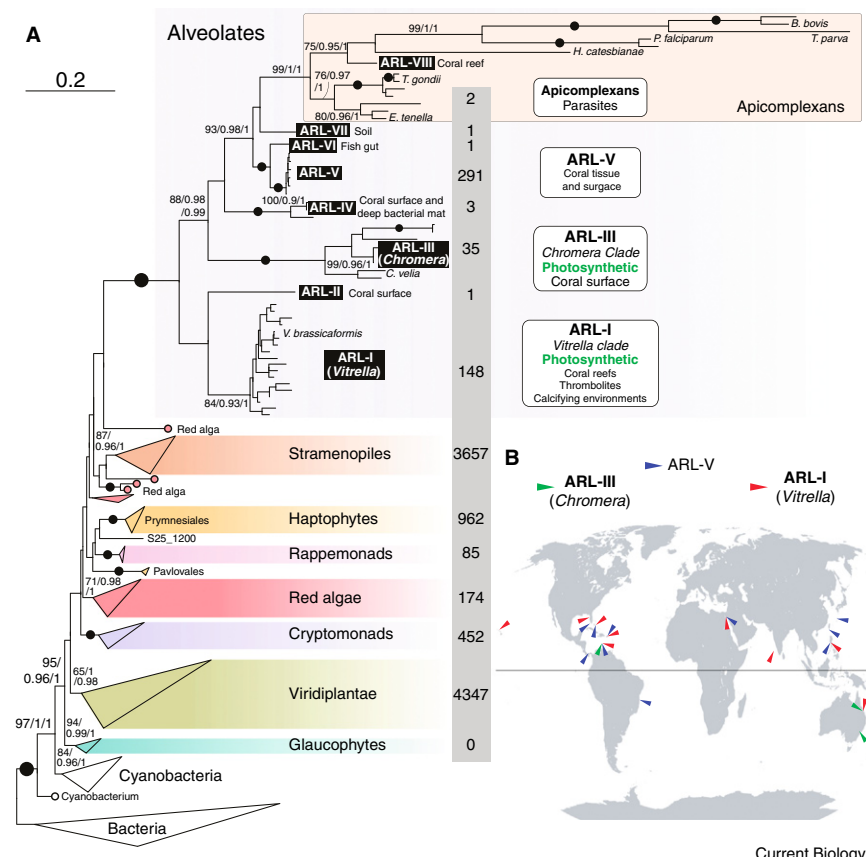 A
Alveolates
0.2
99/1/1
B. bovis
P. falciparum
T. parva
75/0.95/1
H. catesbianae
ARL-VIII Coral reef
99/1/1
76/0.97
/1
T. gondii
2
Apicomplexans
Parasites
Apicomplexans
80/0.96/1
E. tenella
93/0.98/1
ARL-VII Soil
1
ARL-VI Fish gut
1
ARL-V
291
ARL-V
Coral tissue
and surgace
88/0.98
/0.99
100/0.9/1
ARL-IV
Coral surface and
deep bacterial mat
3
ARL-III
(Chromera)
35
99/0.96/1
C. velia
ARL-III
Chromera Clade
Photosynthetic
Coral surface
ARL-II Coral surface
1
V. brassicaformis
ARL-I
(Vitrella)
148
84/0.93/1
ARL-I
Vitrella clade
Photosynthetic
Coral reefs
Thrombolites
Calcifying environments
Red alga
87/
0.96/1
Stramenopiles
3657
Red alga
Prymnesiales
Haptophytes
962
S25_1200
Rappemonads
85
Pavlovales
71/0.98
/1
Red algae
174
Cryptomonads
452
95/
0.96/1
65/1
/0.98
Viridiplantae
4347
97/1/1
94/
0.99/1
Glaucophytes
0
84/
0.96/1
Cyanobacteria
Cyanobacterium
Bacteria
B
ARL-III
(Chromera)
ARL-V
ARL-I
(Vitrella)
Current Biology